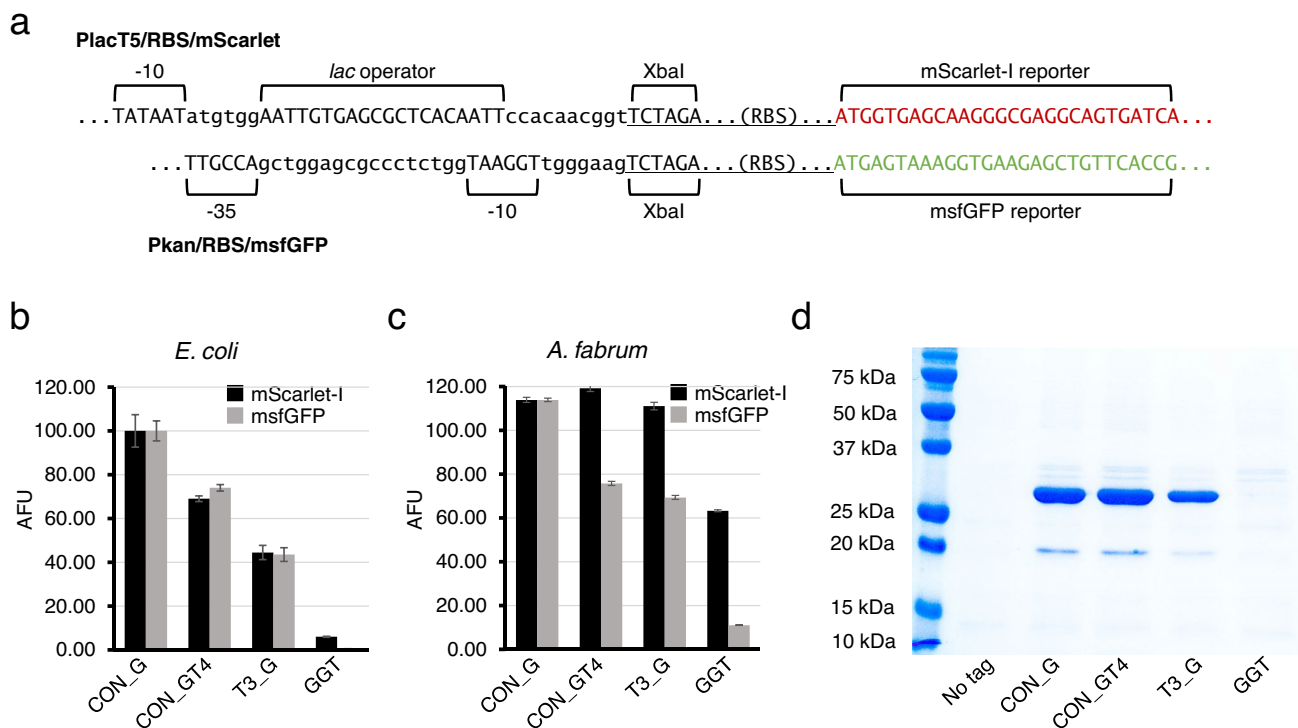 a
PlacT5/RBS/mScarlet
-10 lac operator XbaI mScarlet-I reporter
...TATAATatgtggAATTGTGAGCGCTCACAATTccacaacggtTCTAGA...(RBS)...ATGGTGAGCAAGGGCGAGGCAGTGATCA...
...TTGCCAgctggagcgccctctggTAAGGTtgggaagTCTAGA...(RBS)...ATGAGTAAAGGTGAAGAGCTGTTCACCG...
-35 -10 XbaI msfGFP reporter
Pkan/RBS/msfGFP
b
E. coli
mScarlet-I
msfGFP
AFU
120.00
100.00
80.00
60.00
40.00
20.00
0.00
CON_G CON_GT4 T3_G GGT
c
A. fabrum
mScarlet-I
msfGFP
AFU
120.00
100.00
80.00
60.00
40.00
20.00
0.00
CON_G CON_GT4 T3_G GGT
d
75 kDa
50 kDa
37 kDa
25 kDa
20 kDa
15 kDa
10 kDa
No tag CON_G CON_GT4 T3_G GGT